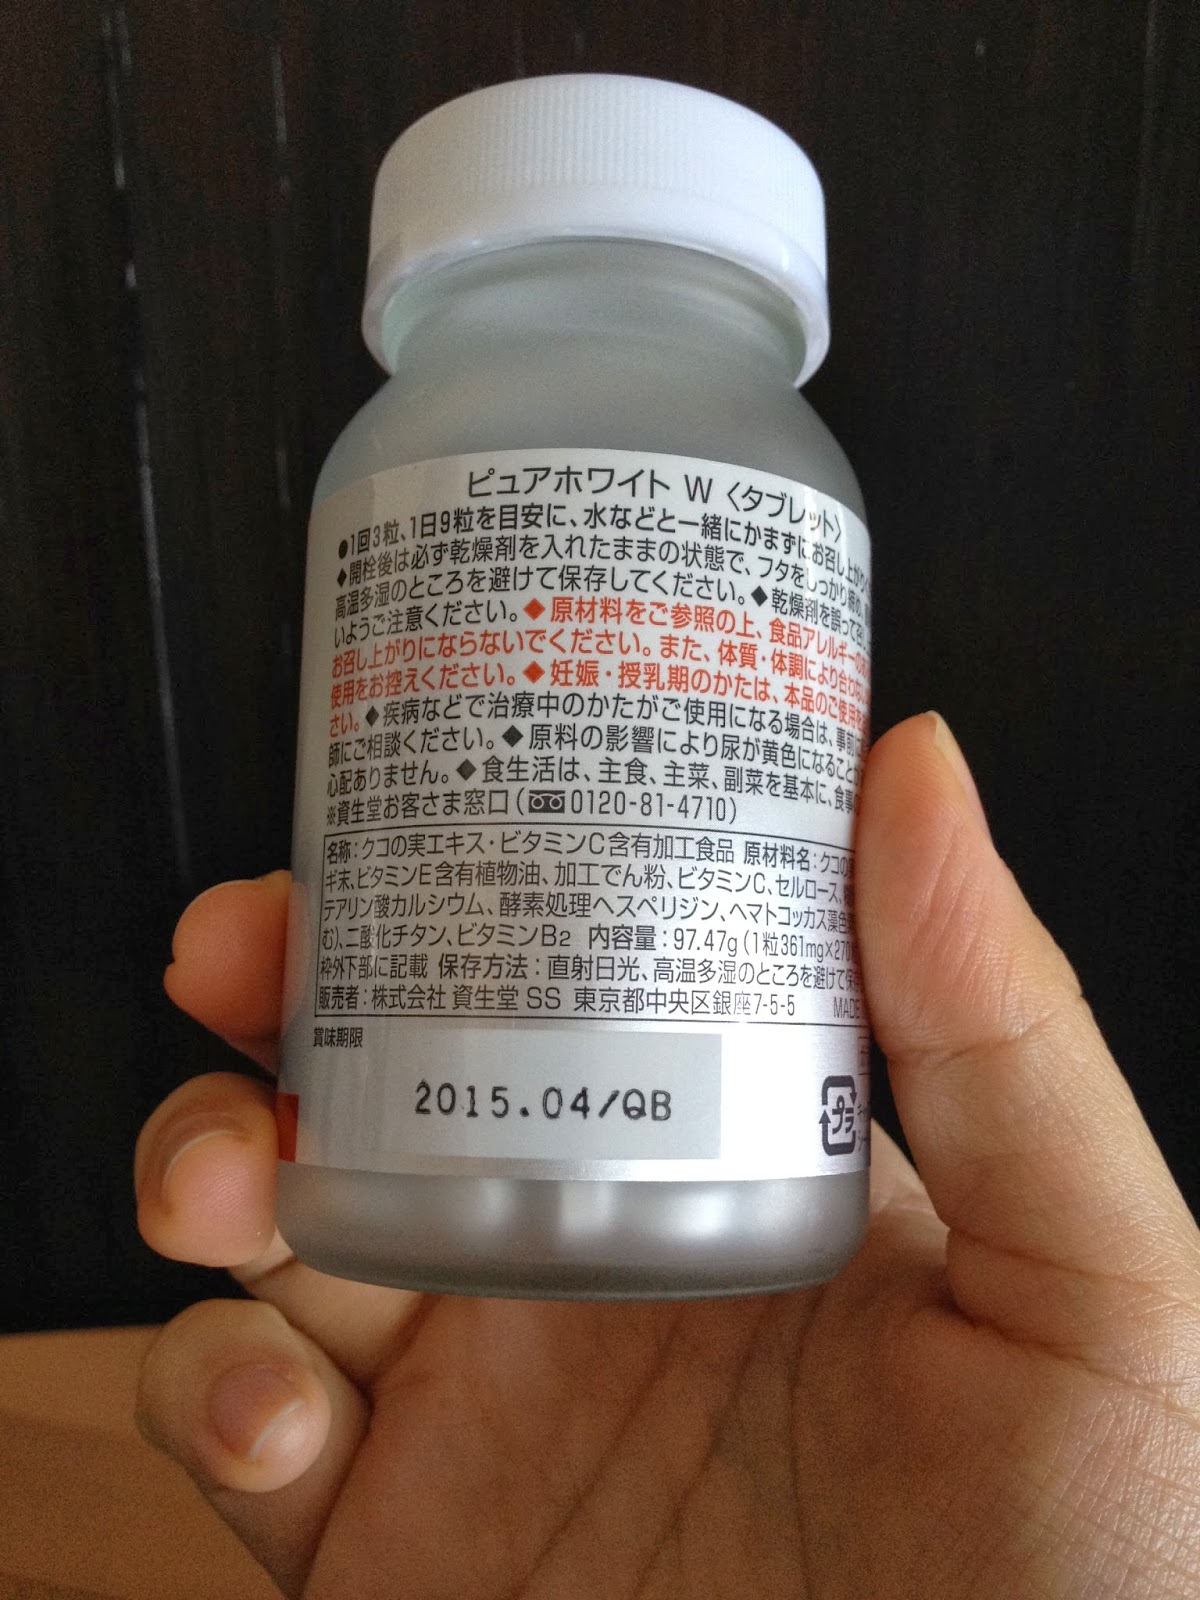 ピュアホワイト W 〈タブレット〉
●1回3粒、1日9粒を目安に、水などと一緒にかまずにお召し上がり
◆開栓後は必ず乾燥剤を入れたままの状態で、フタをしっかり締め、
高温多湿のところを避けて保存してください。◆乾燥剤を誤って
いようご注意ください。◆原材料をご参照の上、食品アレルギーの
お召し上がりにならないでください。また、体質・体調により合わない
使用をお控えください。◆妊娠・授乳期のかたは、本品のご使用を
さい。◆疾病などで治療中のかたがご使用になる場合は、事前に
師にご相談ください。◆原料の影響により尿が黄色になること
心配ありません。◆食生活は、主食、主菜、副菜を基本に、食事の
※資生堂お客さま窓口(0120-81-4710)
名称:クコの実エキス・ビタミンC含有加工食品 原材料名:クコの実
ギ末、ビタミンE含有植物油、加工でん粉、ビタミンC、セルロース、
テアリン酸カルシウム、酵素処理ヘスペリジン、ヘマトコッカス藻色
む)、二酸化チタン、ビタミンB2 内容量:97.47g(1粒361mg×270
枠外下部に記載 保存方法:直射日光、高温多湿のところを避けて保
販売者:株式会社 資生堂 SS 東京都中央区銀座7-5-5 MADE
賞味期限
2015.04/QB
プラ